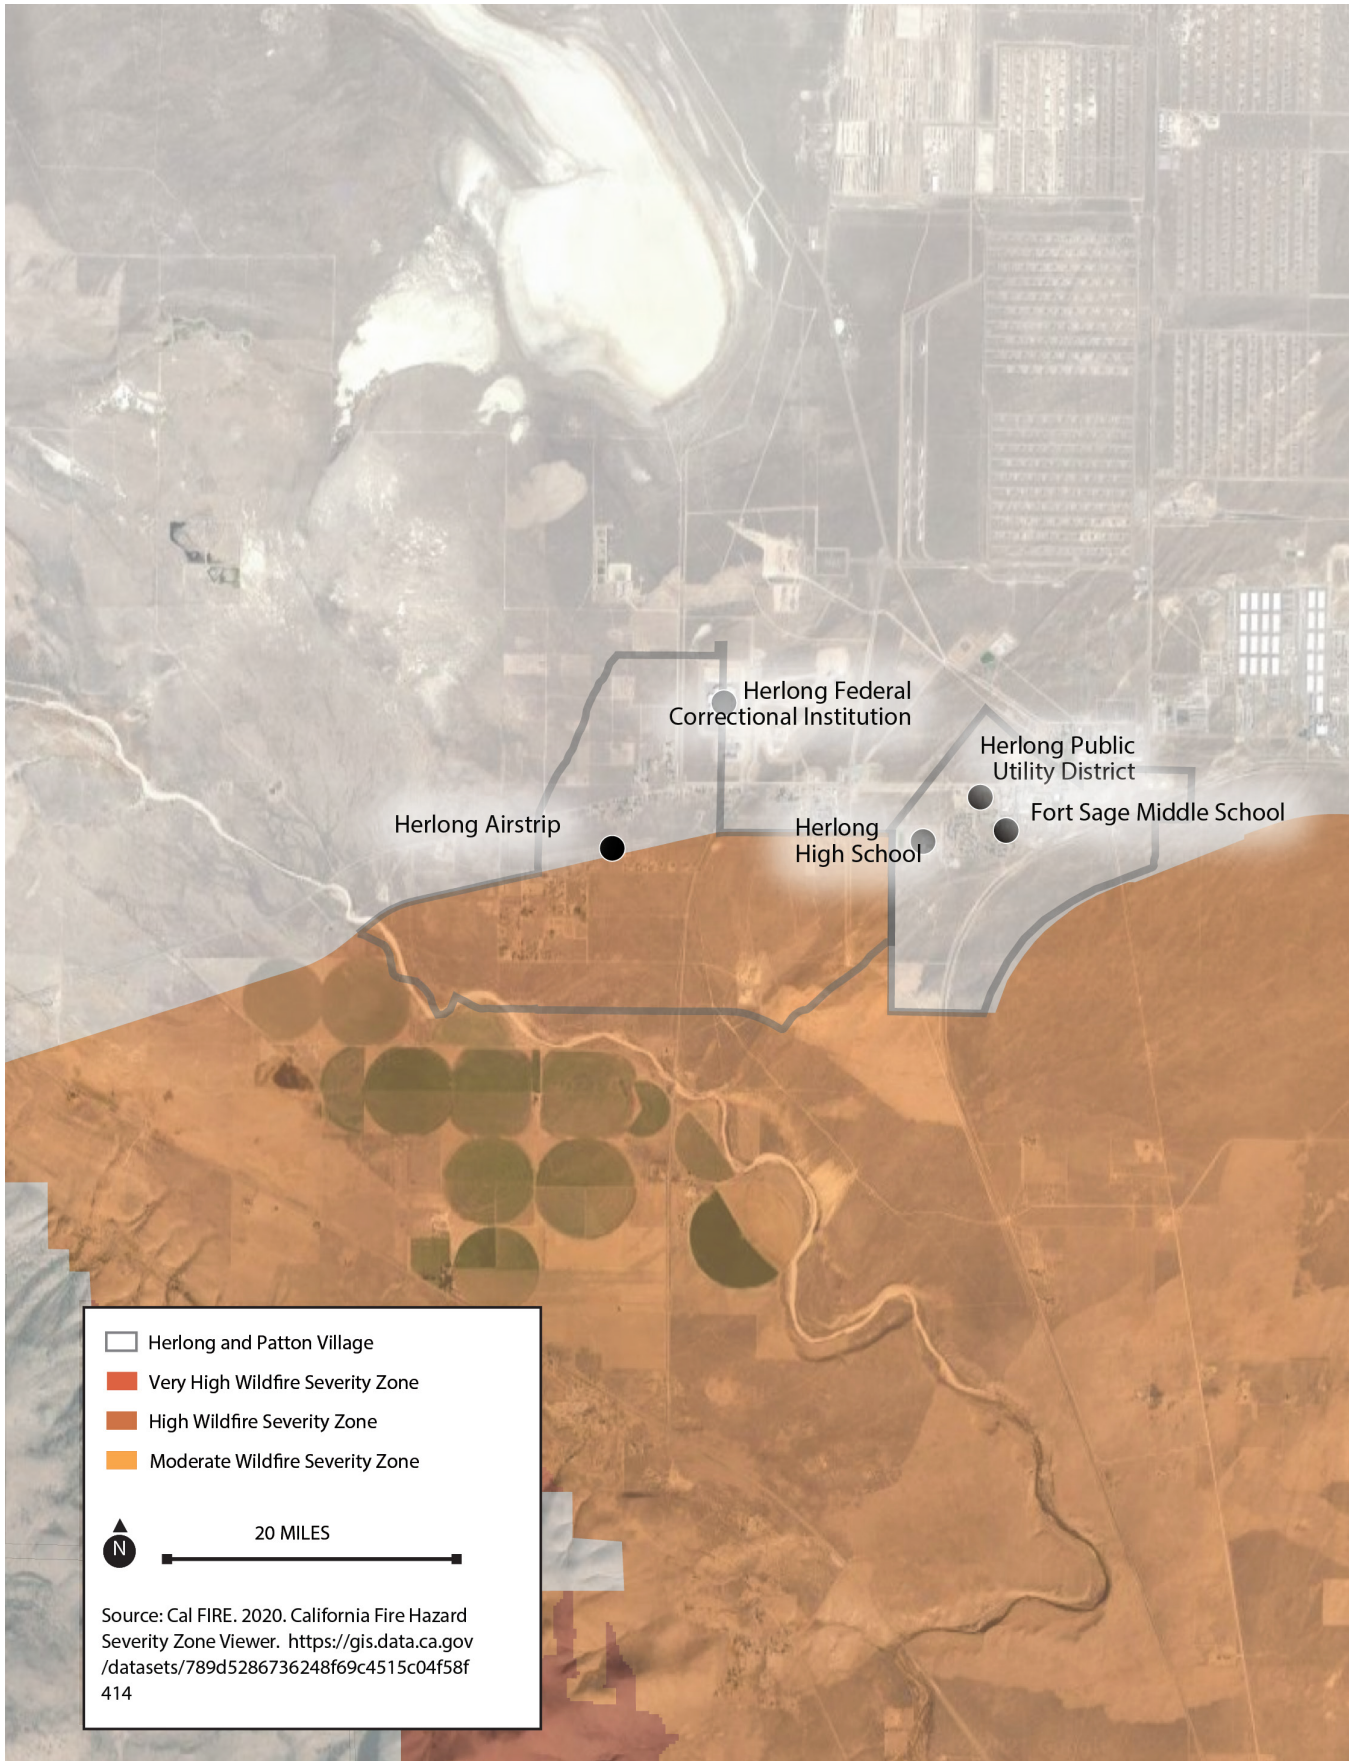 Herlong Federal
Correctional Institution
Herlong Public
Utility District
Fort Sage Middle School
Herlong Airstrip
Herlong
High School
Herlong and Patton Village
Very High Wildfire Severity Zone
High Wildfire Severity Zone
Moderate Wildfire Severity Zone
N
20 MILES
Source: Cal FIRE. 2020. California Fire Hazard
Severity Zone Viewer.  https://gis.data.ca.gov
/datasets/789d5286736248f69c4515c04f58f
414